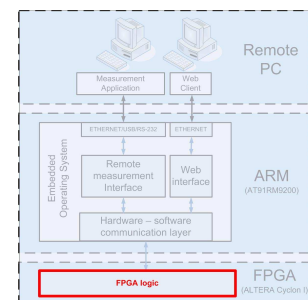 Remote
PC
Measurement
Application
Web
Client
ETHERNET/USB/RS-232
ETHERNET
Embedded
Operating System
Remote
measurement
Interface
Web
interface
ARM
(AT91RM9200)
Hardware – software
communication layer
FPGA logic
FPGA
(ALTERA Cyclon I)